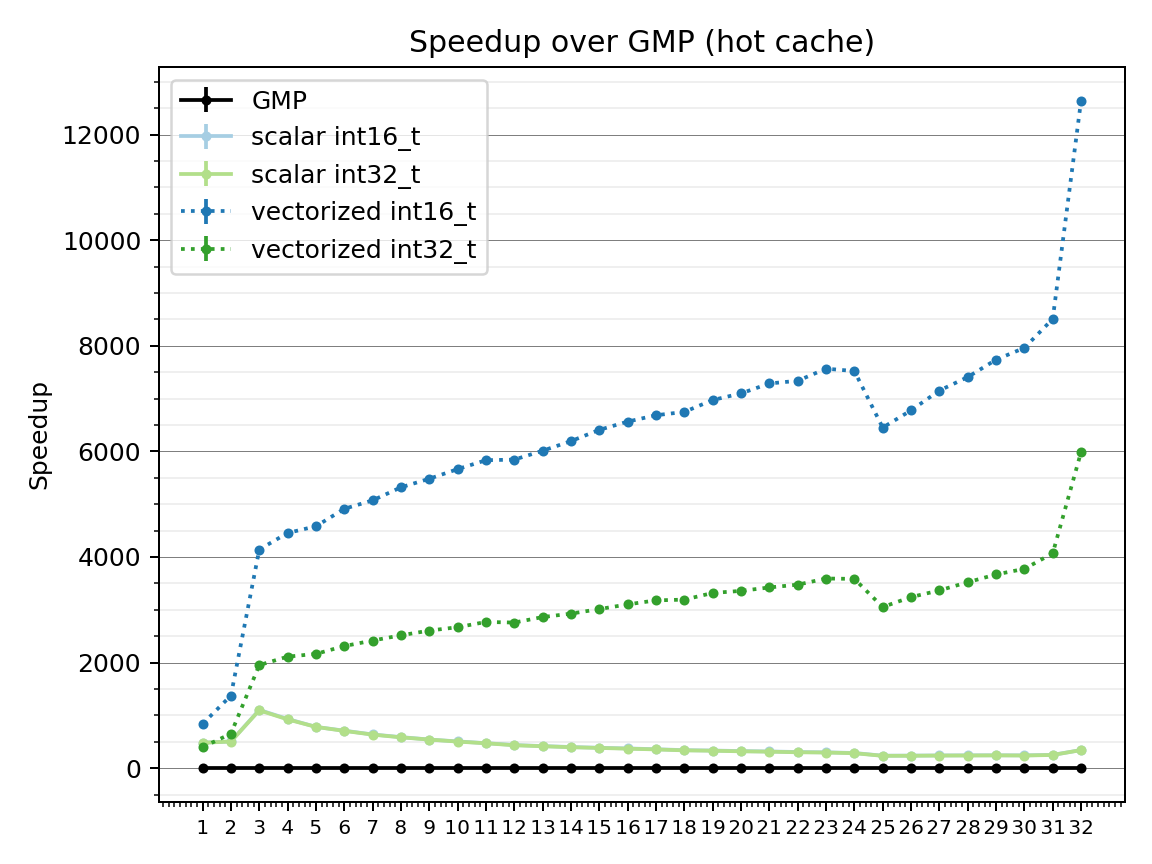 Speedup over GMP (hot cache)
GMP
scalar int16_t
scalar int32_t
vectorized int16_t
vectorized int32_t
Speedup
12000
10000
8000
6000
4000
2000
0
1 2 3 4 5 6 7 8 9 10 11 12 13 14 15 16 17 18 19 20 21 22 23 24 25 26 27 28 29 30 31 32